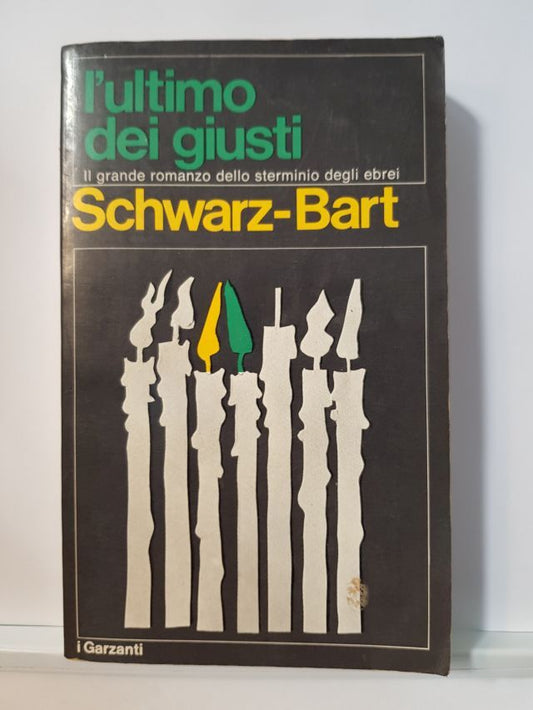 l'ultimo
dei giusti
Il grande romanzo dello sterminio degli ebrei
Schwarz-Bart
i Garzanti